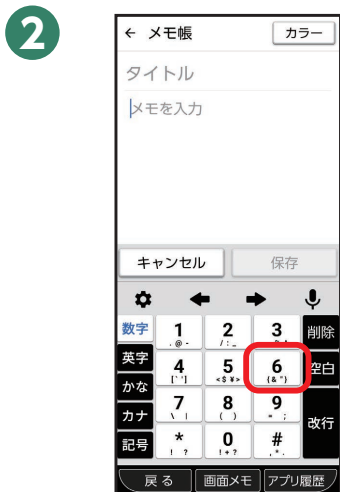 2
← メモ帳 カラー
タイトル
メモを入力
キャンセル 保存
数字 1 2 3 削除
. @ - / : _
英字 4 5 6 空白
[ ` ' ] < $ ¥ > ( & " )
かな
カナ 7 8 9 改行
\ | ( ) " ;
記号 * 0 #
! ? ! + ? , * .
戻る 画面メモ アプリ履歴